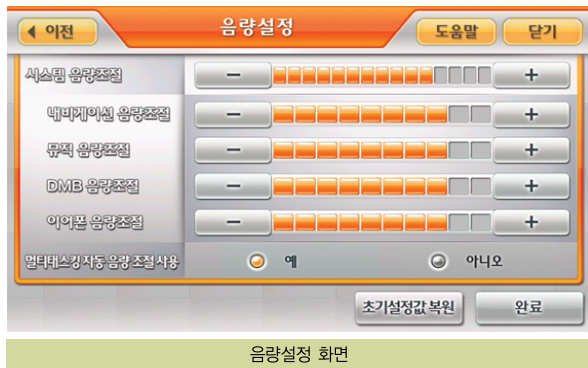 이전 음량설정 도움말 닫기
시스템 음량조절 − +
내비게이션 음량조절 − +
뮤직 음량조절 − +
DMB 음량조절 − +
이어폰 음량조절 − +
멀티태스킹 자동 음량 조절 사용 예 아니오
초기설정값 복원 완료
음량설정 화면